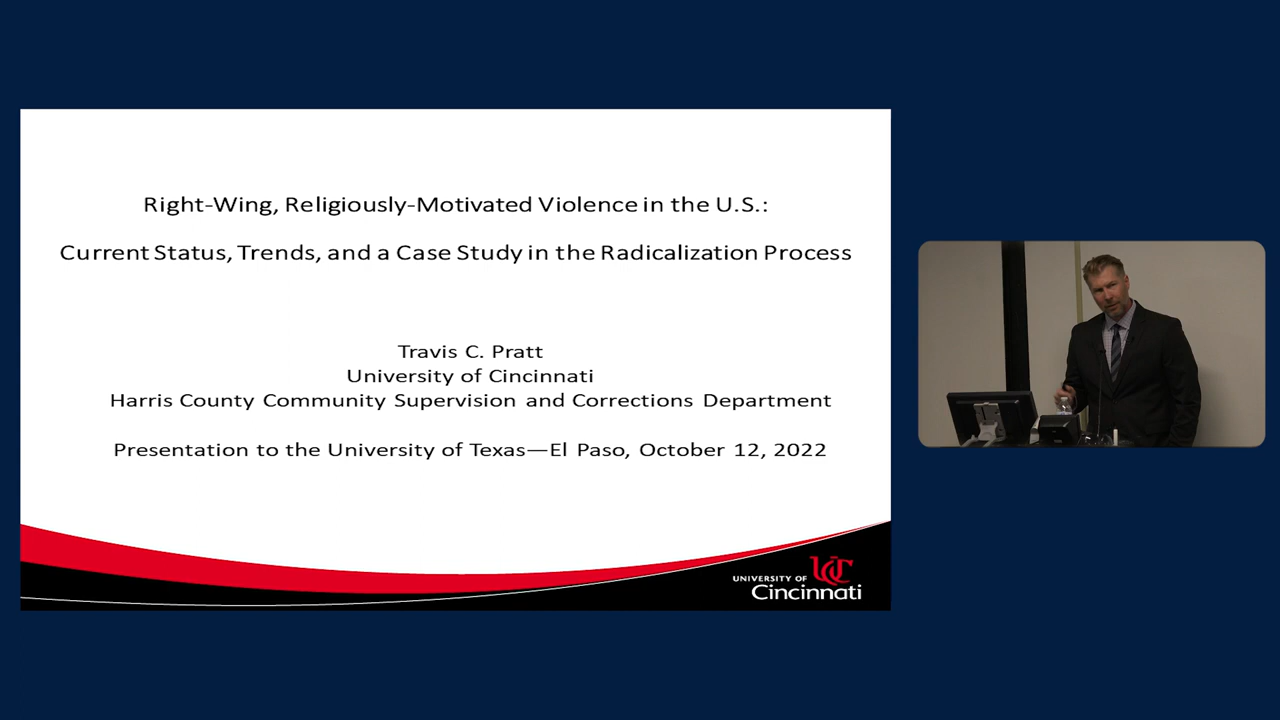 Right-Wing, Religiously-Motivated Violence in the U.S.:
Current Status, Trends, and a Case Study in the Radicalization Process
Travis C. Pratt
University of Cincinnati
Harris County Community Supervision and Corrections Department
Presentation to the University of Texas—El Paso, October 12, 2022
UC
UNIVERSITY OF
Cincinnati